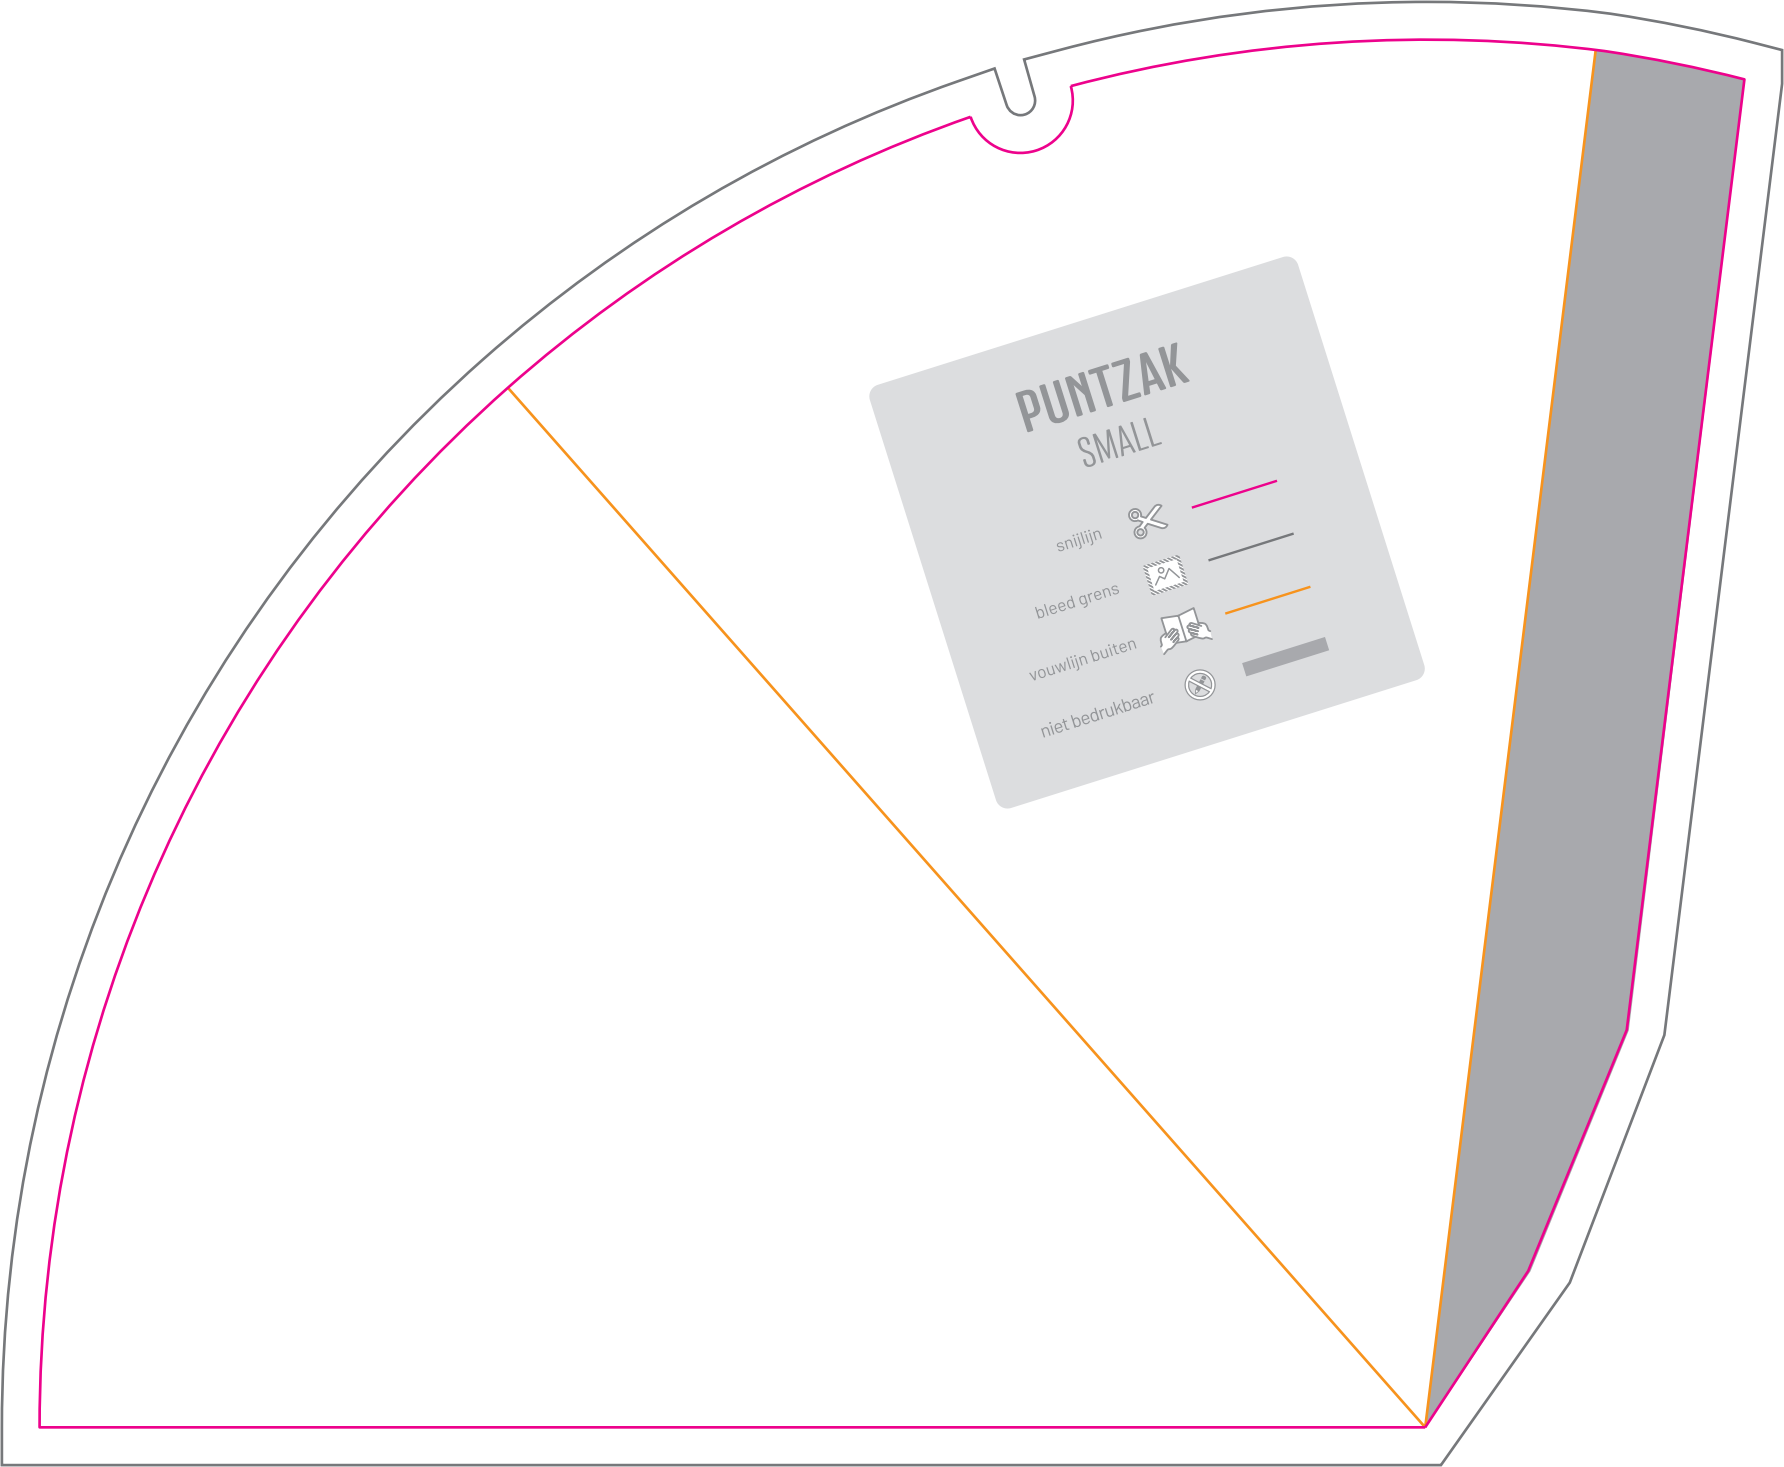 PUNTZAK
SMALL
snijlijn
bleed grens
vouwlijn buiten
niet bedrukbaar